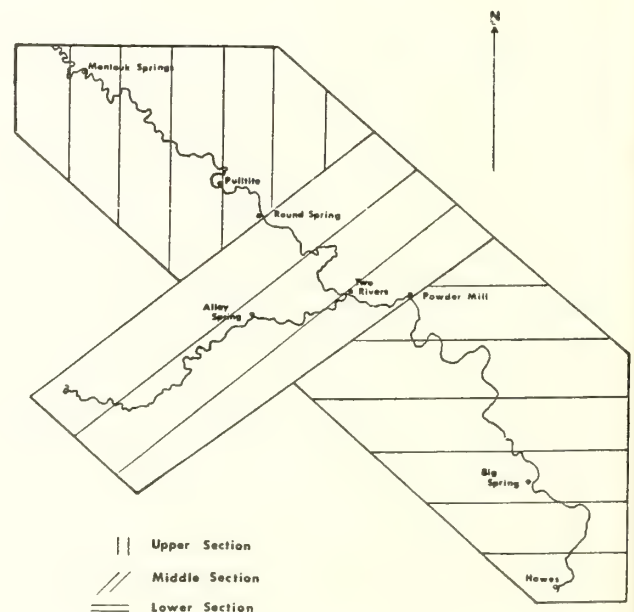 N
Montauk Springs
Pulltite
Round Spring
Two
Rivers
Alley
Spring
Powder Mill
Big
Spring
Hawes
Upper Section
Middle Section
Lower Section